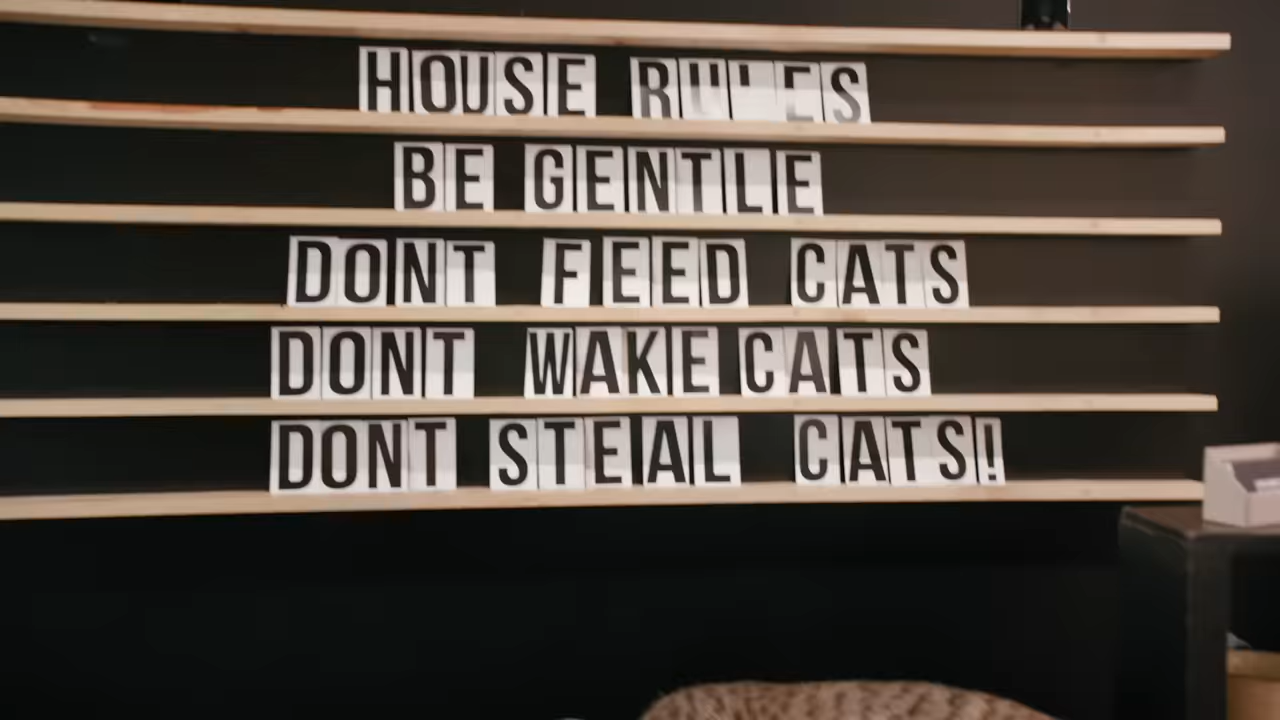 HOUSE RULES
BE GENTLE
DONT FEED CATS
DONT WAKE CATS
DONT STEAL CATS!